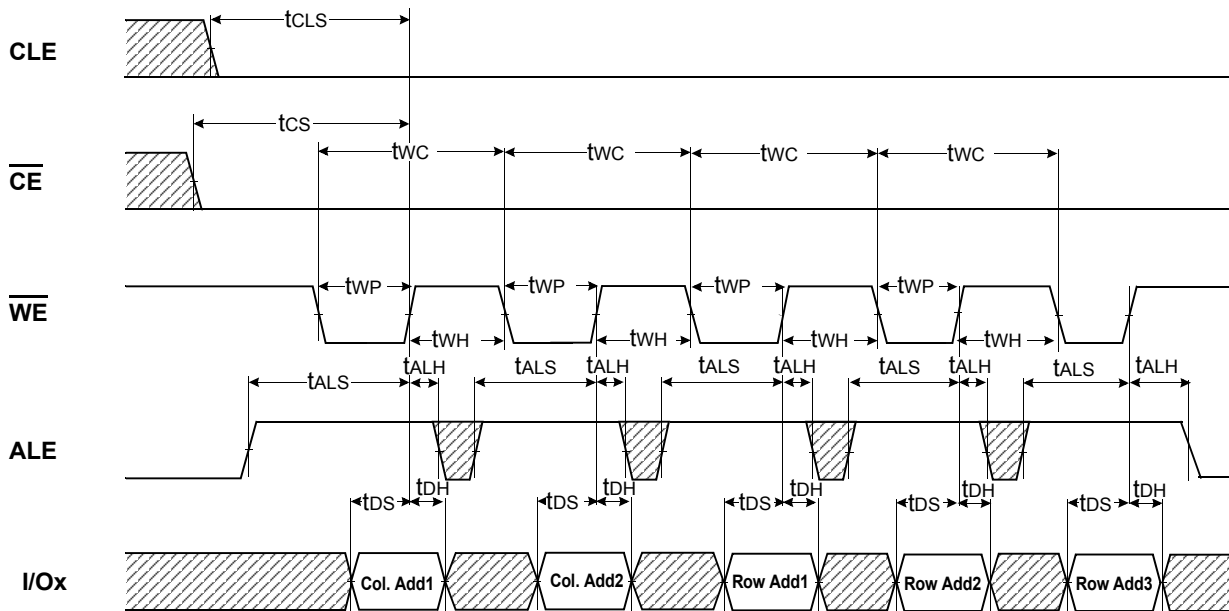 CLE
tCLS
CE
tCS
tWC tWC tWC tWC
WE
tWP tWP tWP tWP
tWH tWH tWH tWH
ALE
tALS tALH tALS tALH tALS tALH tALS tALH tALS tALH
I/Ox
tDS tDH tDS tDH tDS tDH tDS tDH tDS tDH
Col. Add1 Col. Add2 Row Add1 Row Add2 Row Add3